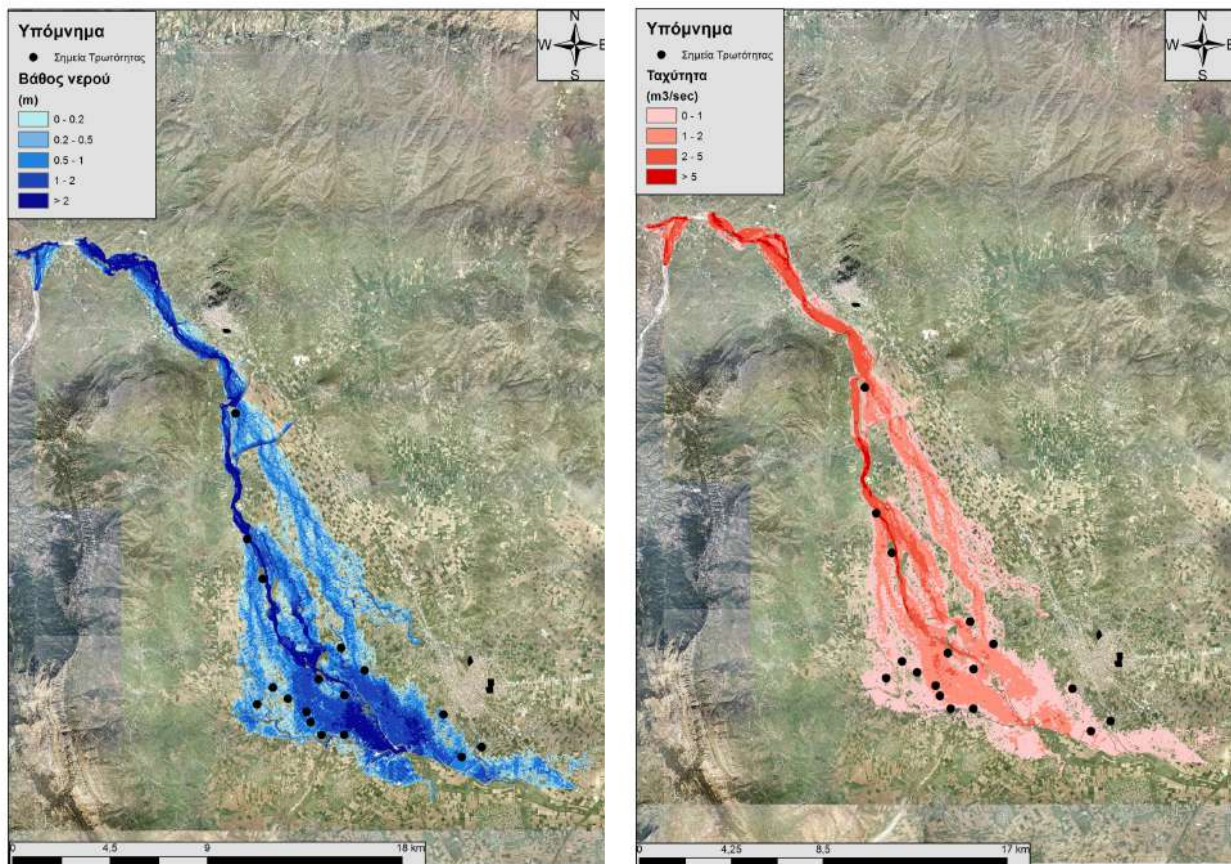 Υπόμνημα
Σημεία Τρωτότητας
Βάθος νερού
(m)
0 - 0.2
0.2 - 0.5
0.5 - 1
1 - 2
> 2
N
W E
S
0 4,5 9 18 km
Υπόμνημα
Σημεία Τρωτότητας
Ταχύτητα
(m3/sec)
0 - 1
1 - 2
2 - 5
> 5
N
W E
S
0 4,25 8,5 17 km